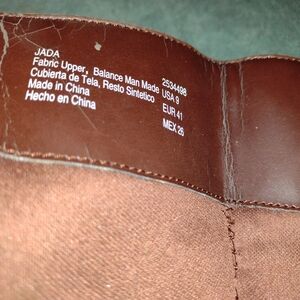 JADA
Fabric Upper, Balance Man Made
Cubierta de Tela, Resto Sintetico
Made in China
Hecho en China
2534498
USA 9
EUR 41
MEX 26